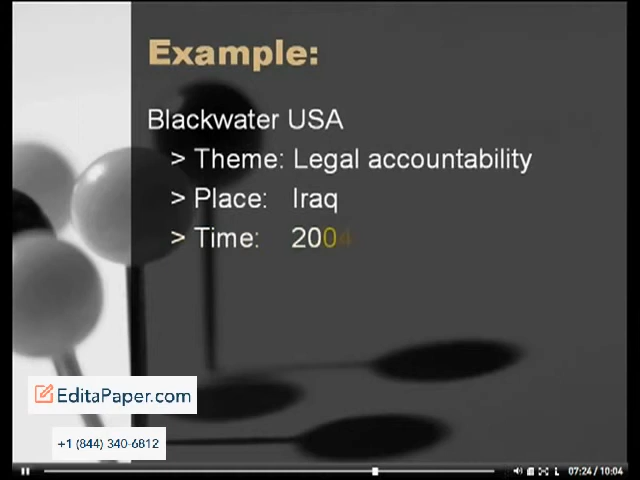 Example:
Blackwater USA
> Theme: Legal accountability
> Place: Iraq
> Time: 2004
EditaPaper.com
+1 (844) 340-6812
07:24 / 10:04